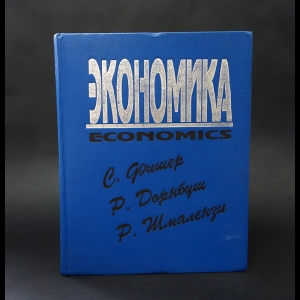 ЭКОНОМИКА
ECONOMICS
С. Фишер
Р. Дорнбуш
Р. Шмалензи